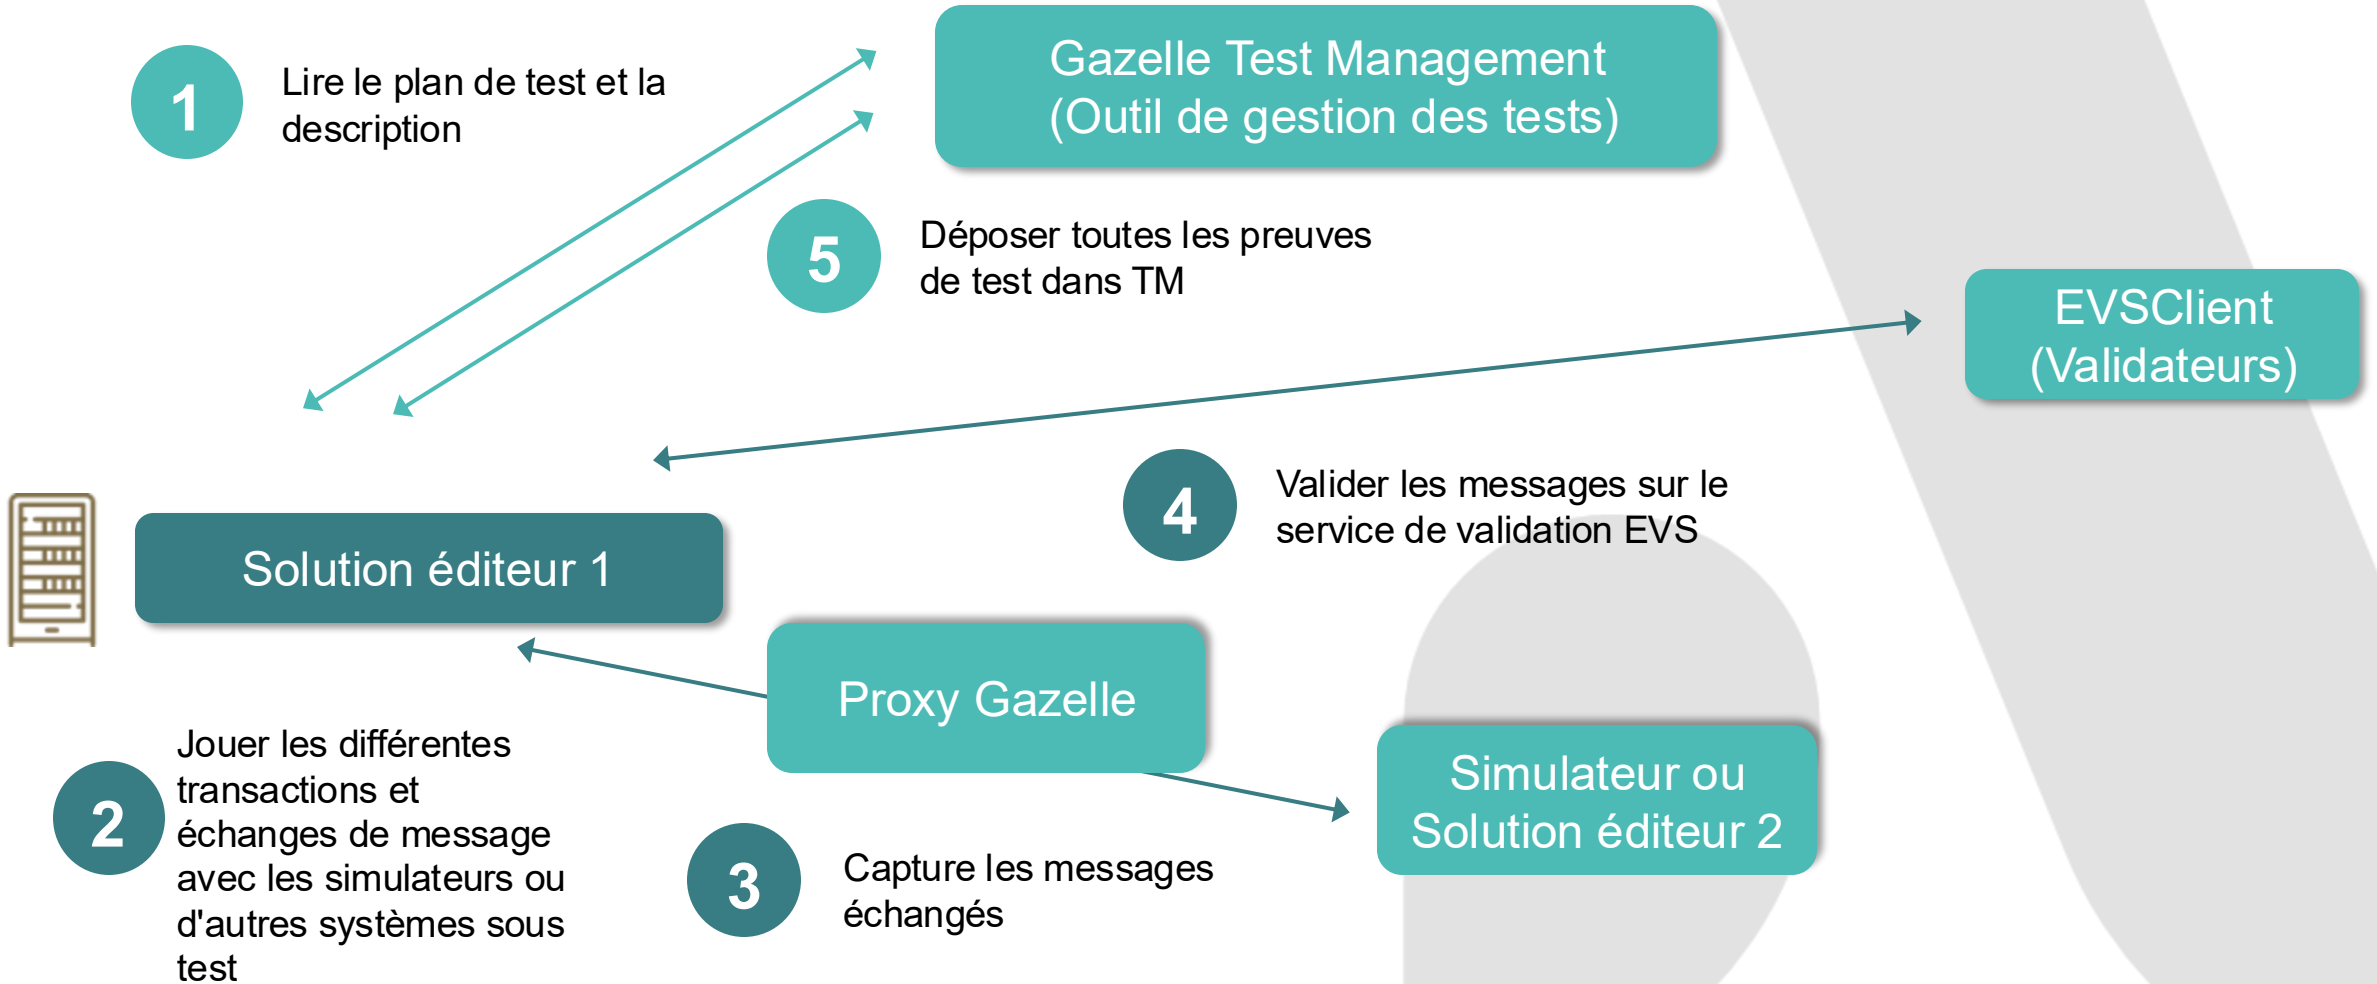 1
Lire le plan de test et la
description
Gazelle Test Management
(Outil de gestion des tests)
5
Déposer toutes les preuves
de test dans TM
EVSClient
(Validateurs)
4
Valider les messages sur le
service de validation EVS
Solution éditeur 1
Proxy Gazelle
Simulateur ou
Solution éditeur 2
2
Jouer les différentes
transactions et
échanges de message
avec les simulateurs ou
d'autres systèmes sous
test
3
Capture les messages
échangés